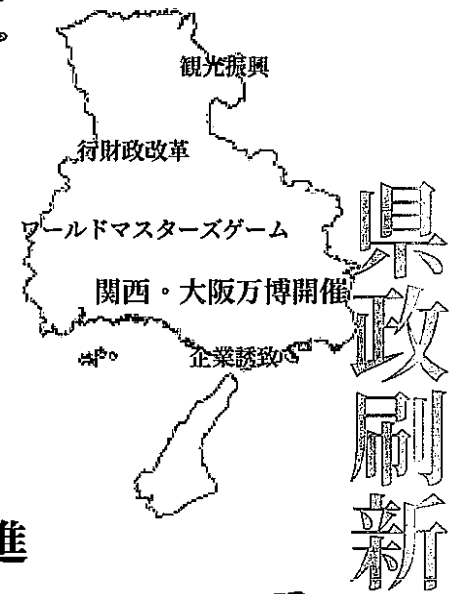 観光振興
行財政改革
ワールドマスターズゲーム
関西・大阪万博開催
企業誘致
県政刷新
進